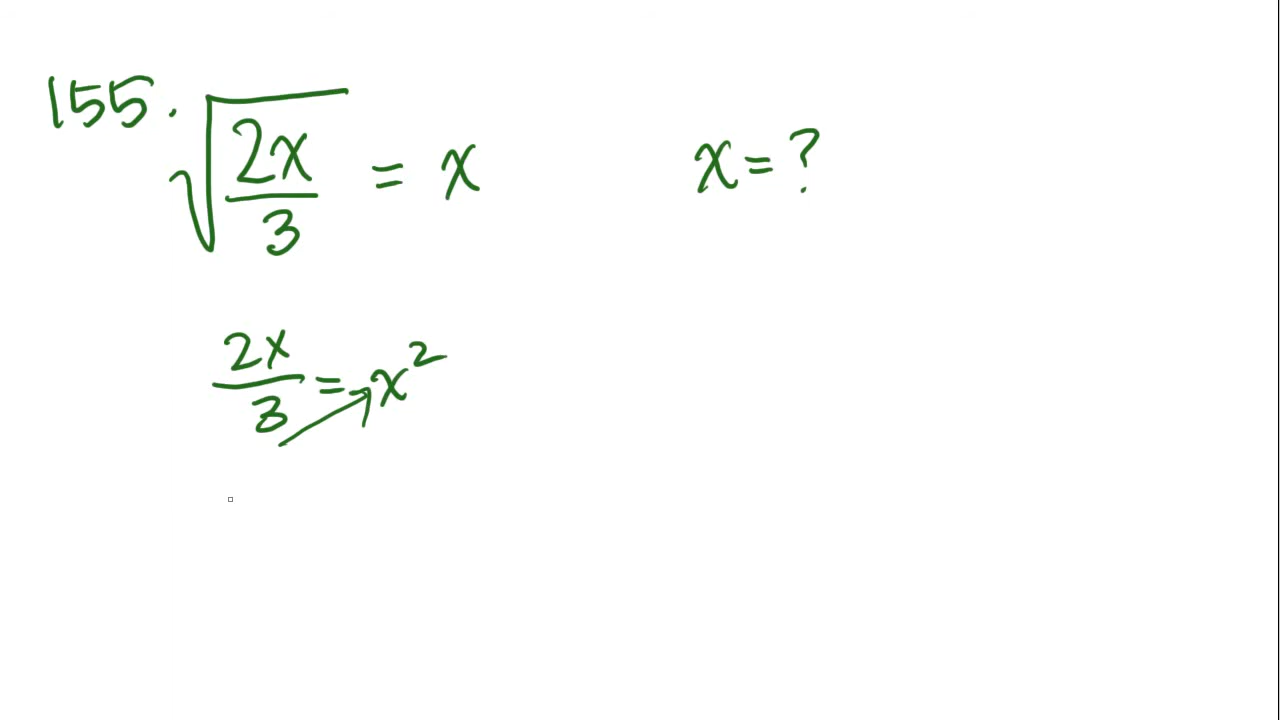 155. √(2x/3) = x    x = ?
2x/3 = x²